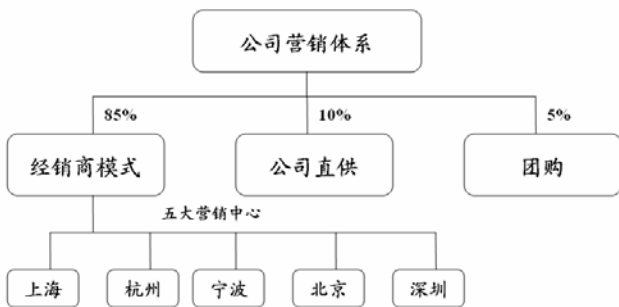 公司营销体系
85%
10%
5%
经销商模式
公司直供
团购
五大营销中心
上海
杭州
宁波
北京
深圳